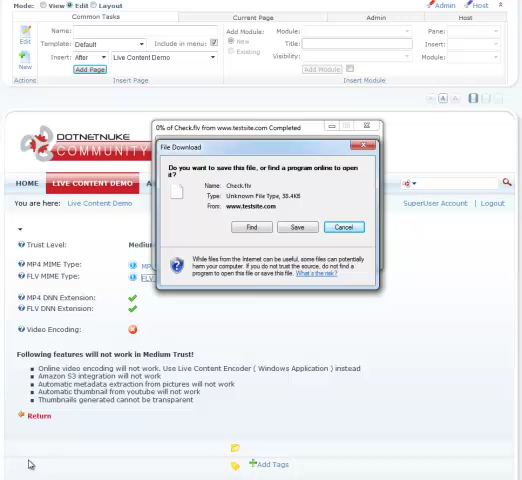 Mode: View Edit Layout
Admin Host
Common Tasks Current Page Admin Host
Edit
New
Actions
Name:
Template: Default Include in menu:
Insert: After Live Content Demo
Add Page
Insert Page
Add Module: New Existing
Module:
Title:
Visibility:
Add Module
Pane:
Insert:
Module:
Insert Module
A A A
DOTNETNUKE
COMMUNITY
HOME LIVE CONTENT DEMO A
You are here: Live Content Demo
SuperUser Account | Logout
0% of Check.flv from www.testsite.com Completed
File Download
Do you want to save this file, or find a program online to open
it?
Name: Check.flv
Type: Unknown File Type, 38.4KB
From: www.testsite.com
Find Save Cancel
While files from the Internet can be useful, some files can potentially
harm your computer. If you do not trust the source, do not find a
program to open this file or save this file. What's the risk?
Trust Level: Medium
MP4 MIME Type: MP
FLV MIME Type: FLV
MP4 DNN Extension:
FLV DNN Extension:
Video Encoding:
Following features will not work in Medium Trust!
Online video encoding will not work. Use Live Content Encoder ( Windows Application ) instead
Amazon S3 integration will not work
Automatic metadata extraction from pictures will not work
Automatic thumbnail from youtube will not work
Thumbnails generated cannot be transparent
Return
Add Tags